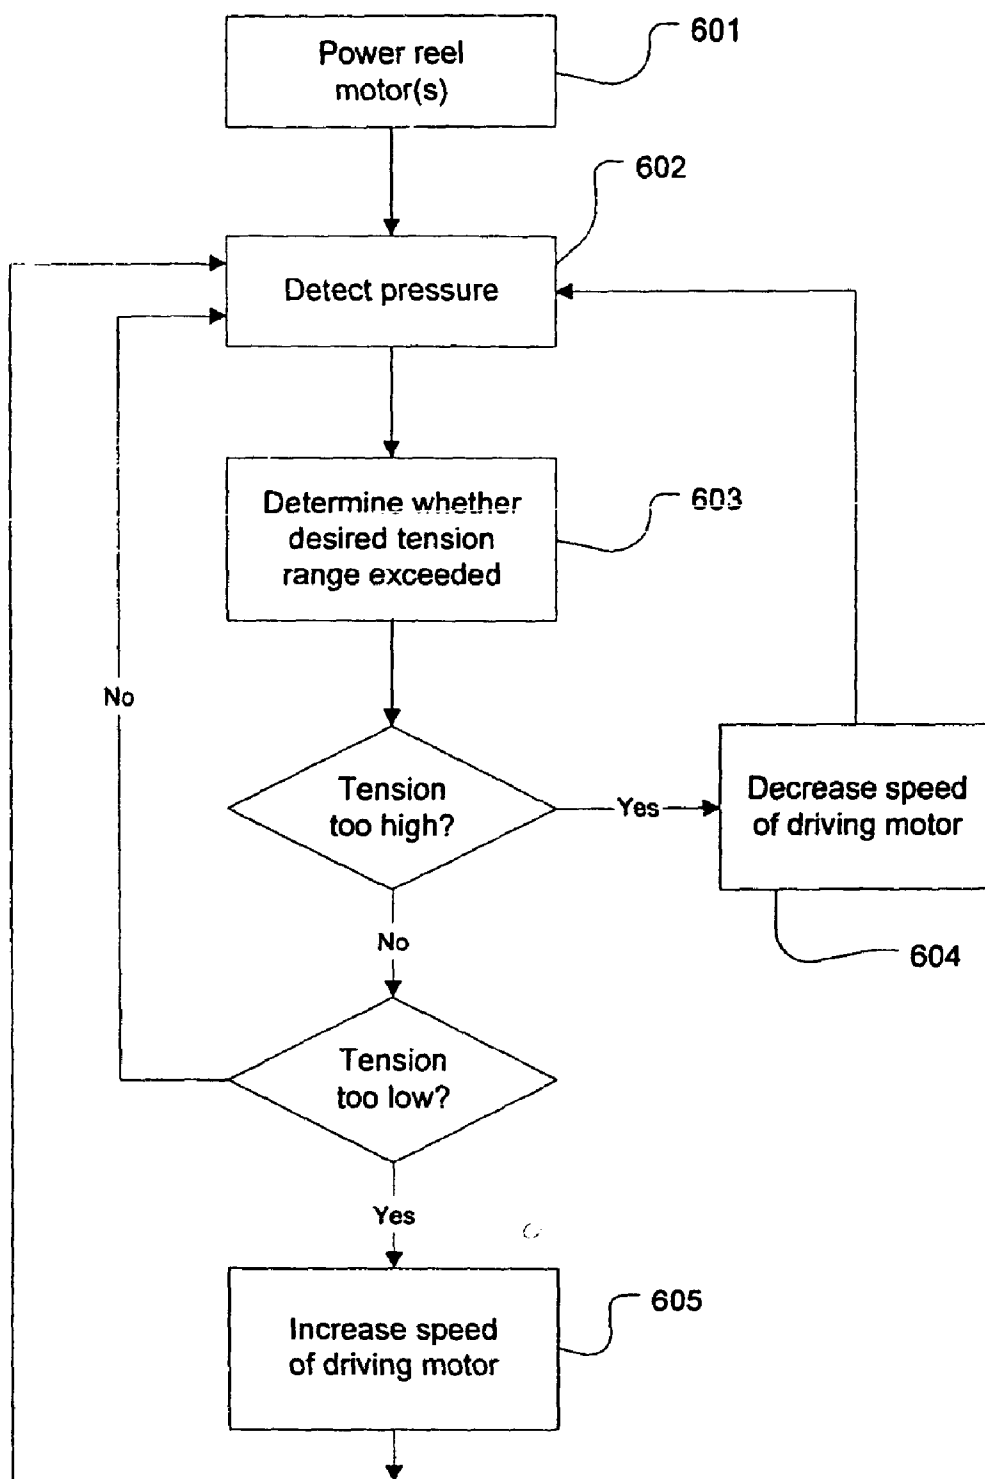 Power reel
motor(s)
601
602
Detect pressure
Determine whether
desired tension
range exceeded
603
No
Tension
too high?
Yes
Decrease speed
of driving motor
604
No
Tension
too low?
Yes
Increase speed
of driving motor
605